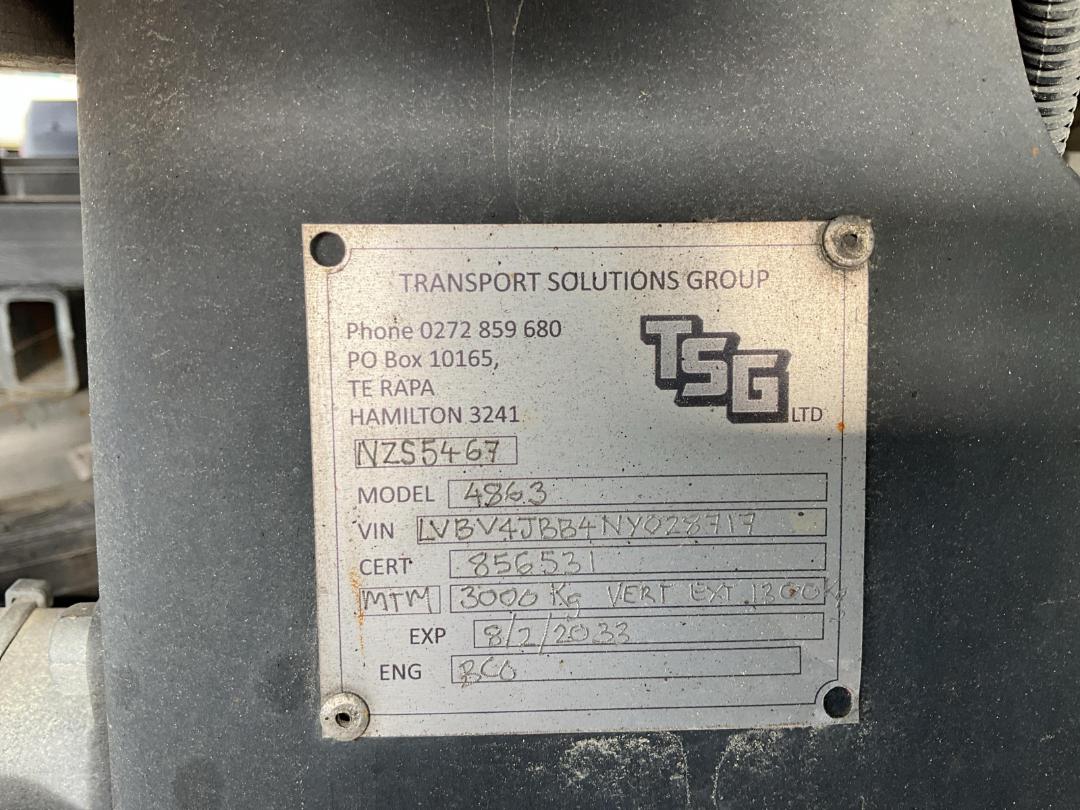 TRANSPORT SOLUTIONS GROUP
Phone 0272 859 680
PO Box 10165,
TE RAPA
HAMILTON 3241
TSG LTD
NZS5467
MODEL 4863
VIN LVBV4JBB4NY028717
CERT 856531
MTM 3000 Kg VERT EXT 1300Kg
EXP 8/2/2033
ENG BCO